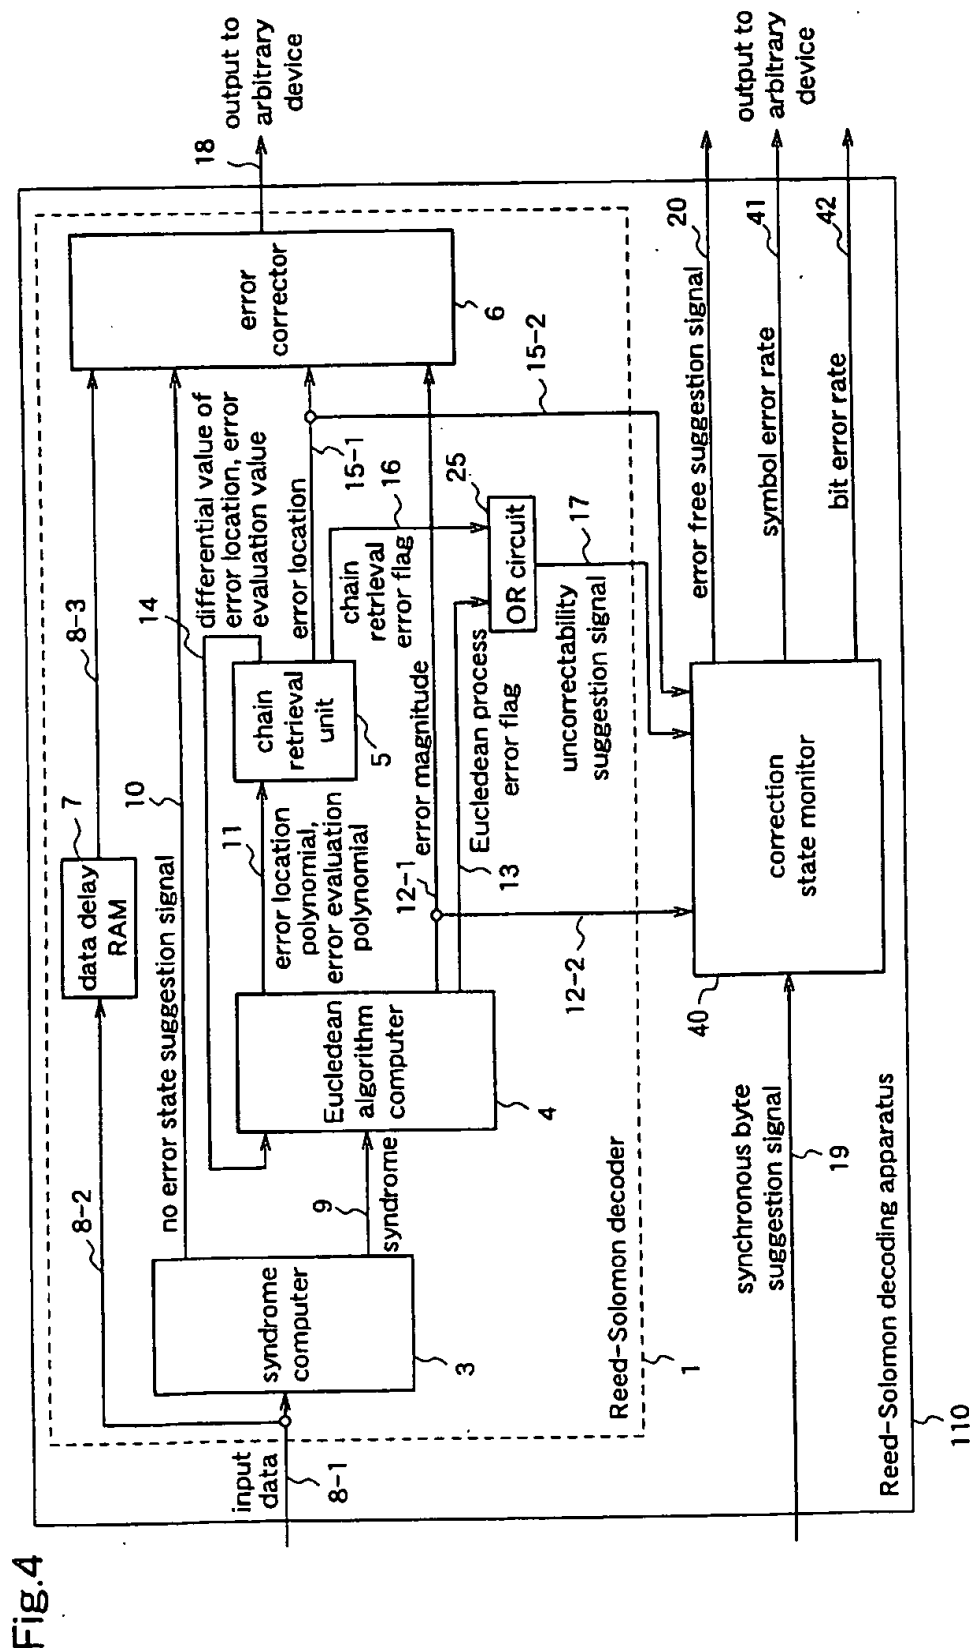 Fig.4
input
data
8-1
8-2
syndrome
computer
3
9
syndrome
no error state suggestion signal
10
data delay
RAM
7
8-3
14
differential value of
error location, error
evaluation value
Eucledean
algorithm
computer
4
11
error location
polynomial,
error evaluation
polynomial
chain
retrieval
unit
5
error location
15-1
15-2
chain
retrieval
error flag
16
12-1
error magnitude
12-2
13
Eucledean process
error flag
OR circuit
25
uncorrectability
suggestion signal
17
error
corrector
6
18
output to
arbitrary
device
Reed-Solomon decoder
1
synchronous byte
suggestion signal
19
correction
state monitor
40
error free suggestion signal
20
symbol error rate
41
bit error rate
42
output to
arbitrary
device
Reed-Solomon decoding apparatus
110